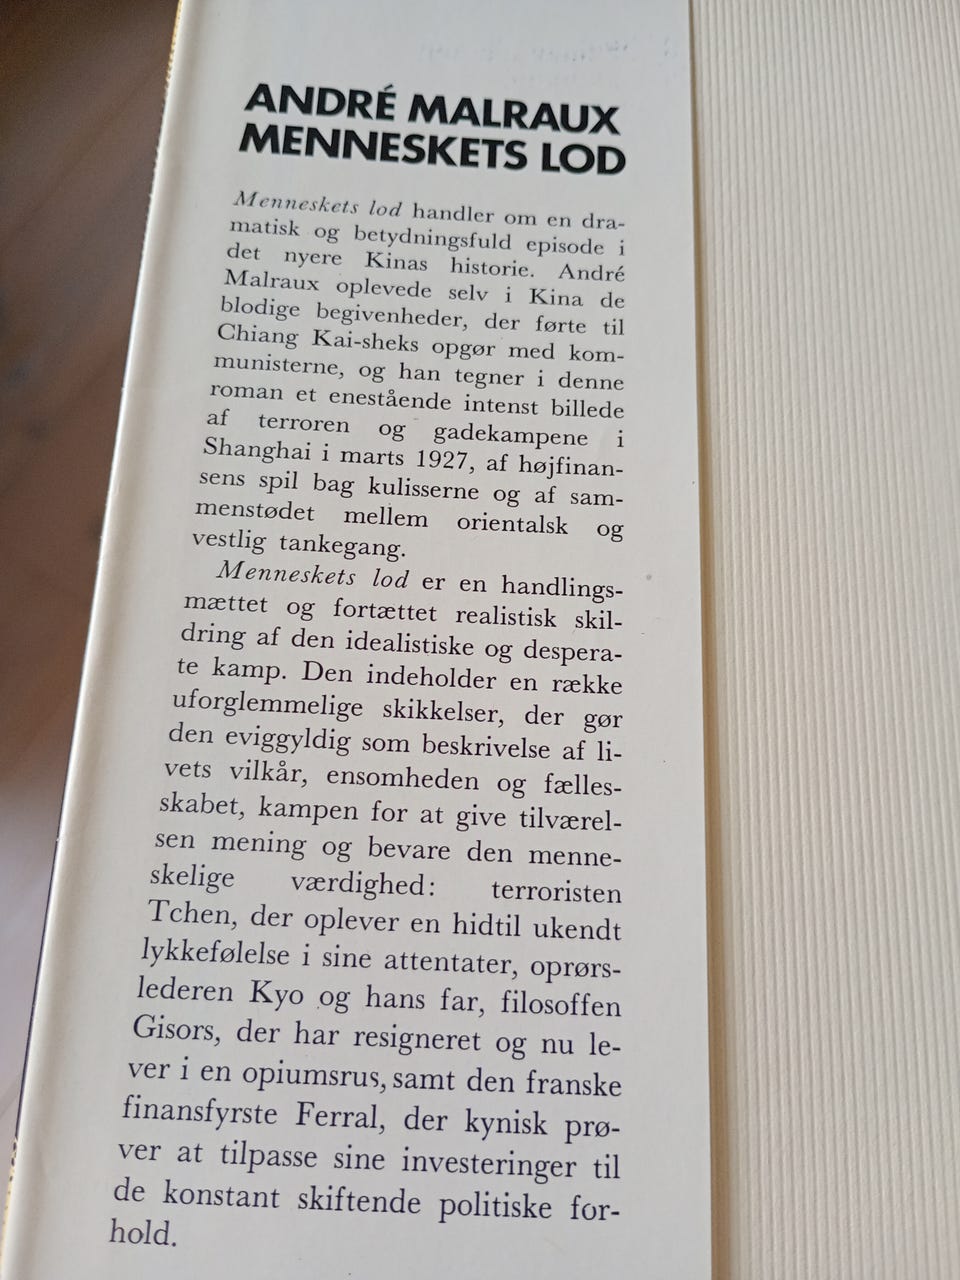 ANDRÉ MALRAUX
MENNESKETS LOD
Menneskets lod handler om en dra-
matisk og betydningsfuld episode i
det nyere Kinas historie. André
Malraux oplevede selv i Kina de
blodige begivenheder, der førte til
Chiang Kai-sheks opgør med kom-
munisterne, og han tegner i denne
roman et enestående intenst billede
af terroren og gadekampene i
Shanghai i marts 1927, af højfinan-
sens spil bag kulisserne og af sam-
menstødet mellem orientalsk og
vestlig tankegang.
Menneskets lod er en handlings-
mættet og fortættet realistisk skil-
dring af den idealistiske og despera-
te kamp. Den indeholder en række
uforglemmelige skikkelser, der gør
den eviggyldig som beskrivelse af li-
vets vilkår, ensomheden og fælles-
skabet, kampen for at give tilværel-
sen mening og bevare den menne-
skelige værdighed: terroristen
Tchen, der oplever en hidtil ukendt
lykkefølelse i sine attentater, oprørs-
lederen Kyo og hans far, filosoffen
Gisors, der har resigneret og nu le-
ver i en opiumsrus, samt den franske
finansfyrste Ferral, der kynisk prø-
ver at tilpasse sine investeringer til
de konstant skiftende politiske for-
hold.